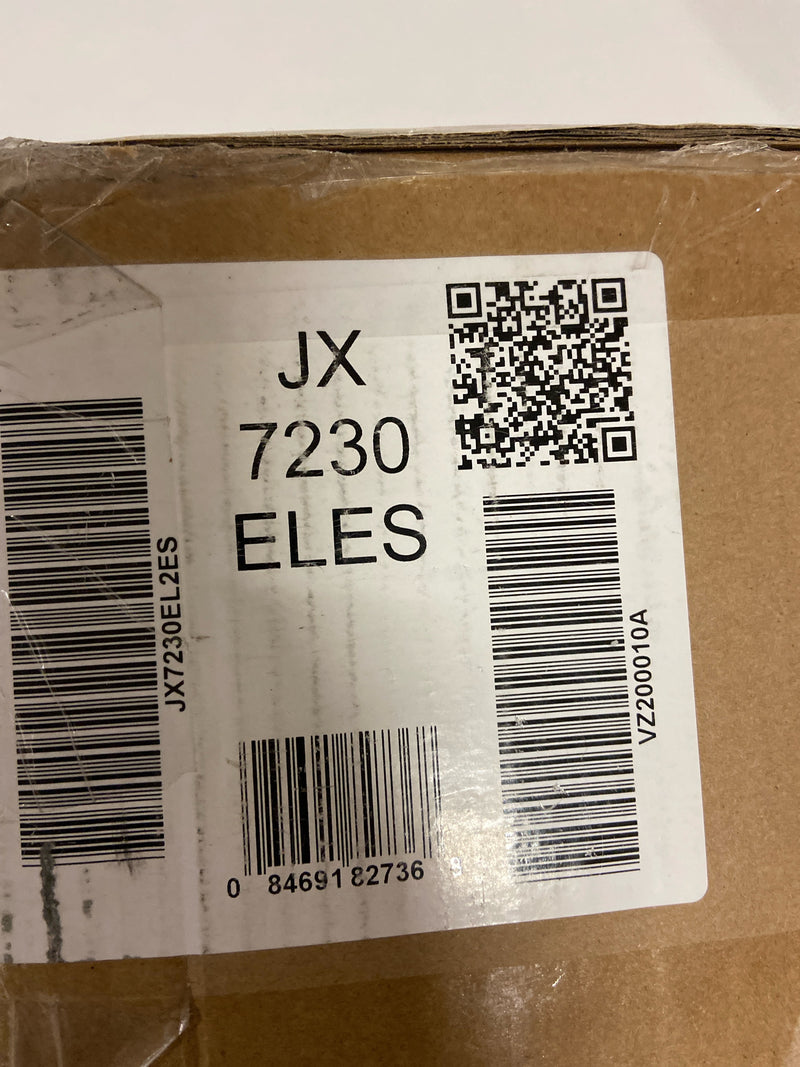 JX
7230
ELES
JX7230EL2ES
VZ200010A
0 84691 82736 8